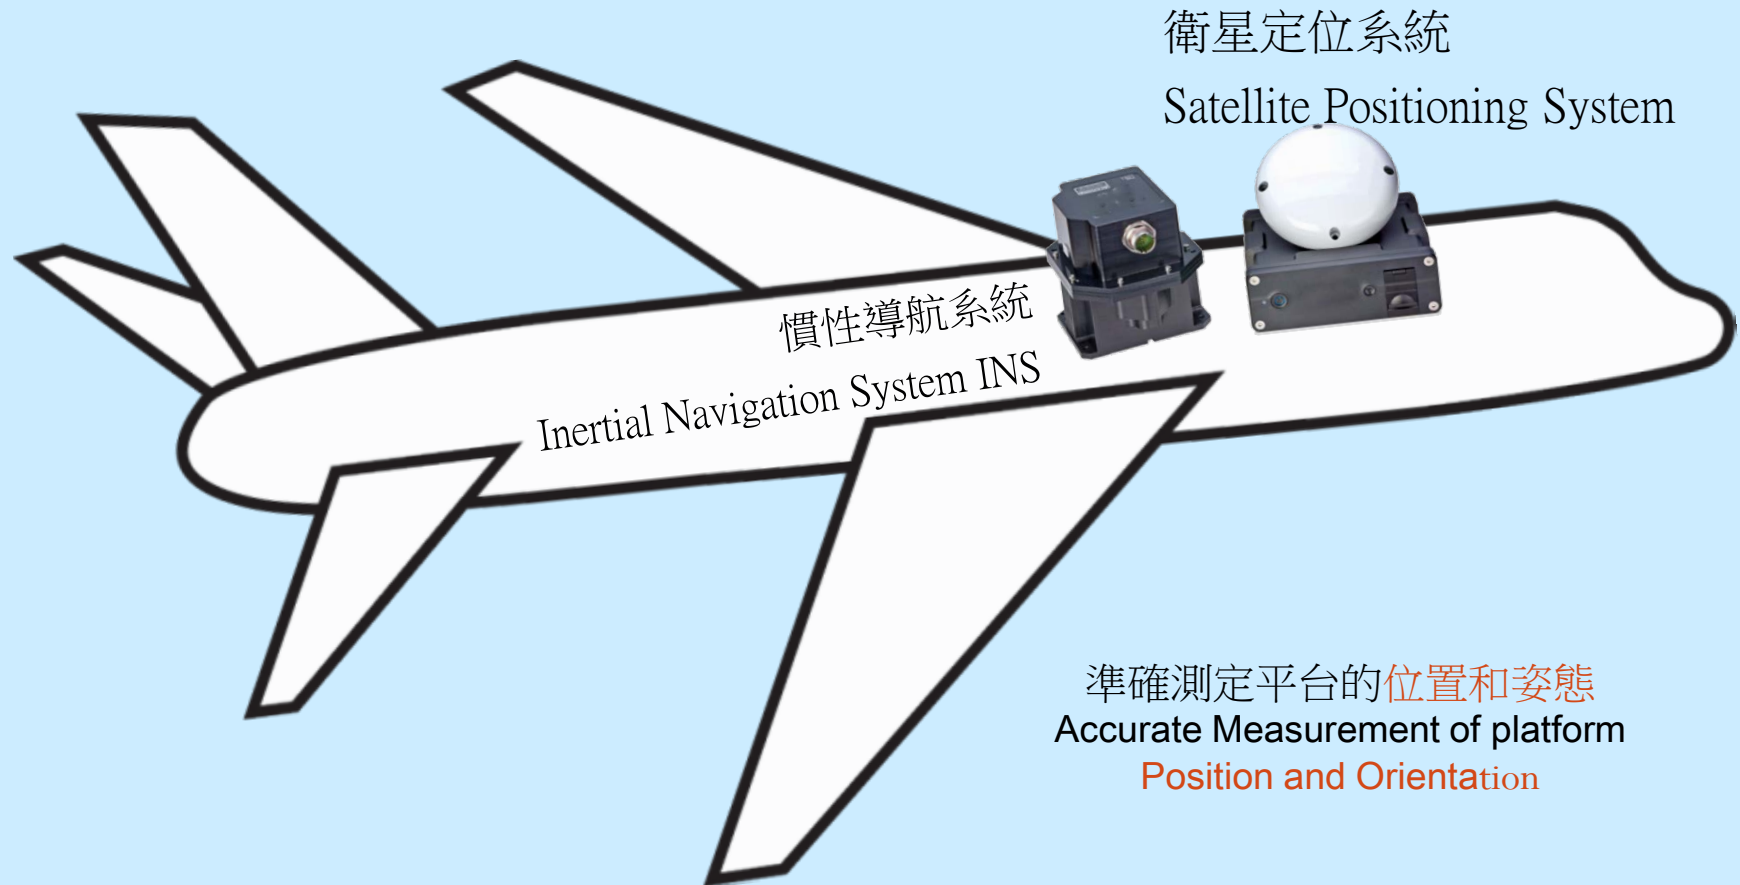 衛星定位系統
Satellite Positioning System
慣性導航系統
Inertial Navigation System INS
準確測定平台的位置和姿態
Accurate Measurement of platform
Position and Orientation